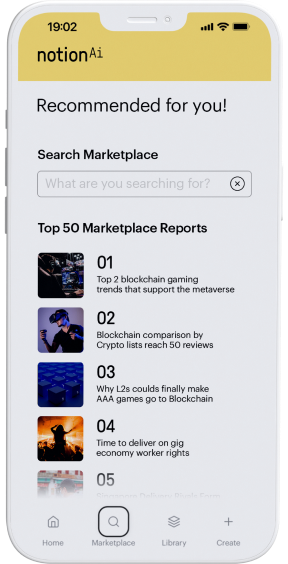 19:02
notionAi
Recommended for you!
Search Marketplace
What are you searching for?
Top 50 Marketplace Reports
01
Top 2 blockchain gaming
trends that support the metaverse
02
Blockchain comparison by
Crypto lists reach 50 reviews
03
Why L2s coulds finally make
AAA games go to Blockchain
04
Time to deliver on gig
economy worker rights
05
Home
Marketplace
Library
Create